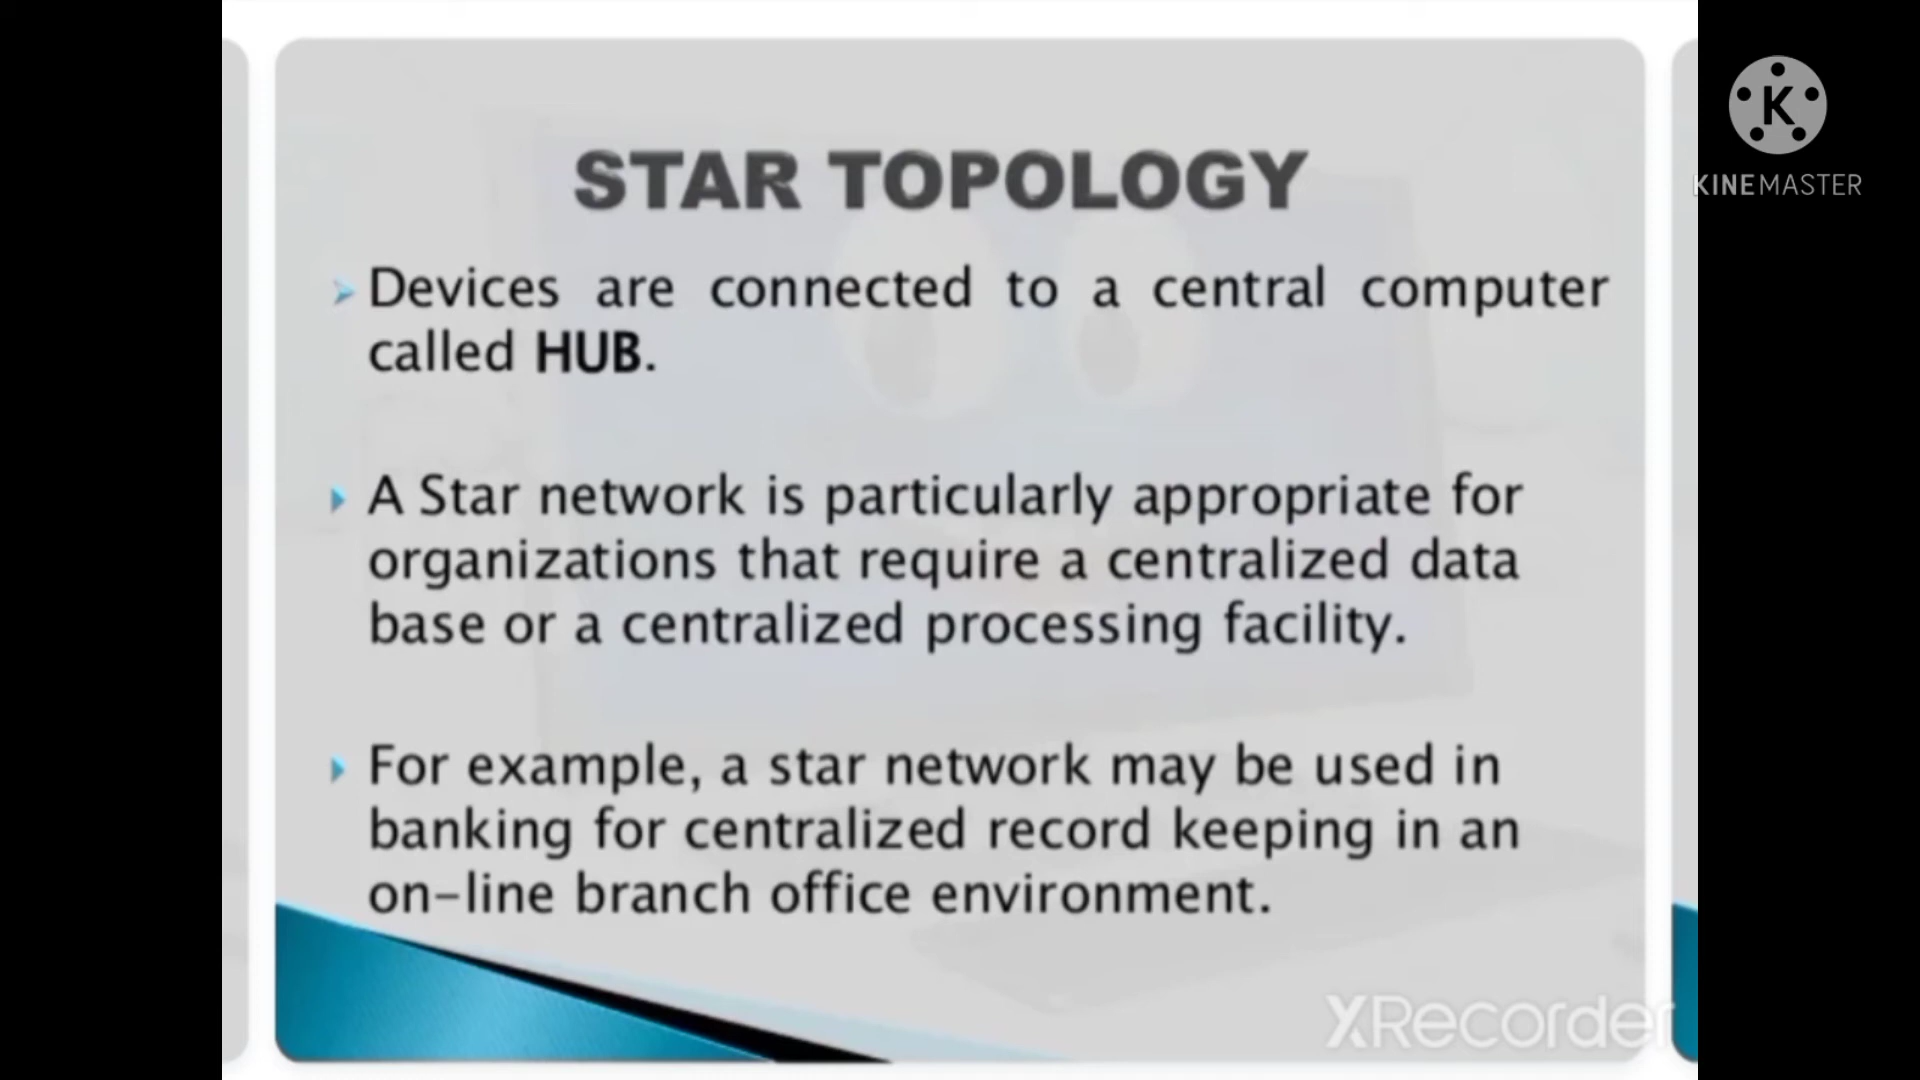 STAR TOPOLOGY
Devices are connected to a central computer
called HUB.
A Star network is particularly appropriate for
organizations that require a centralized data
base or a centralized processing facility.
For example, a star network may be used in
banking for centralized record keeping in an
on-line branch office environment.
K
KINEMASTER
XRecorder